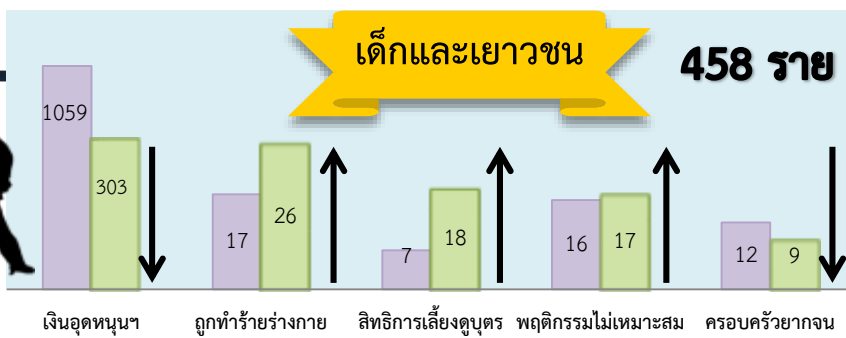 เด็กและเยาวชน
458 ราย
1059
303
17
26
7
18
16
17
12
9
เงินอุดหนุนฯ
ถูกทำร้ายร่างกาย
สิทธิการเลี้ยงดูบุตร
พฤติกรรมไม่เหมาะสม
ครอบครัวยากจน